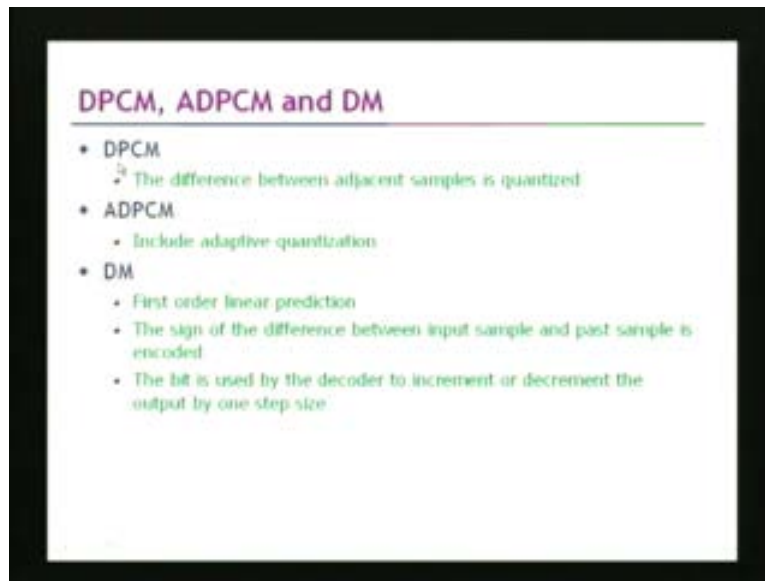 DPCM, ADPCM and DM
• DPCM
• The difference between adjacent samples is quantized
• ADPCM
• Include adaptive quantization
• DM
• First order linear prediction
• The sign of the difference between input sample and past sample is
encoded
• The bit is used by the decoder to increment or decrement the
output by one step size